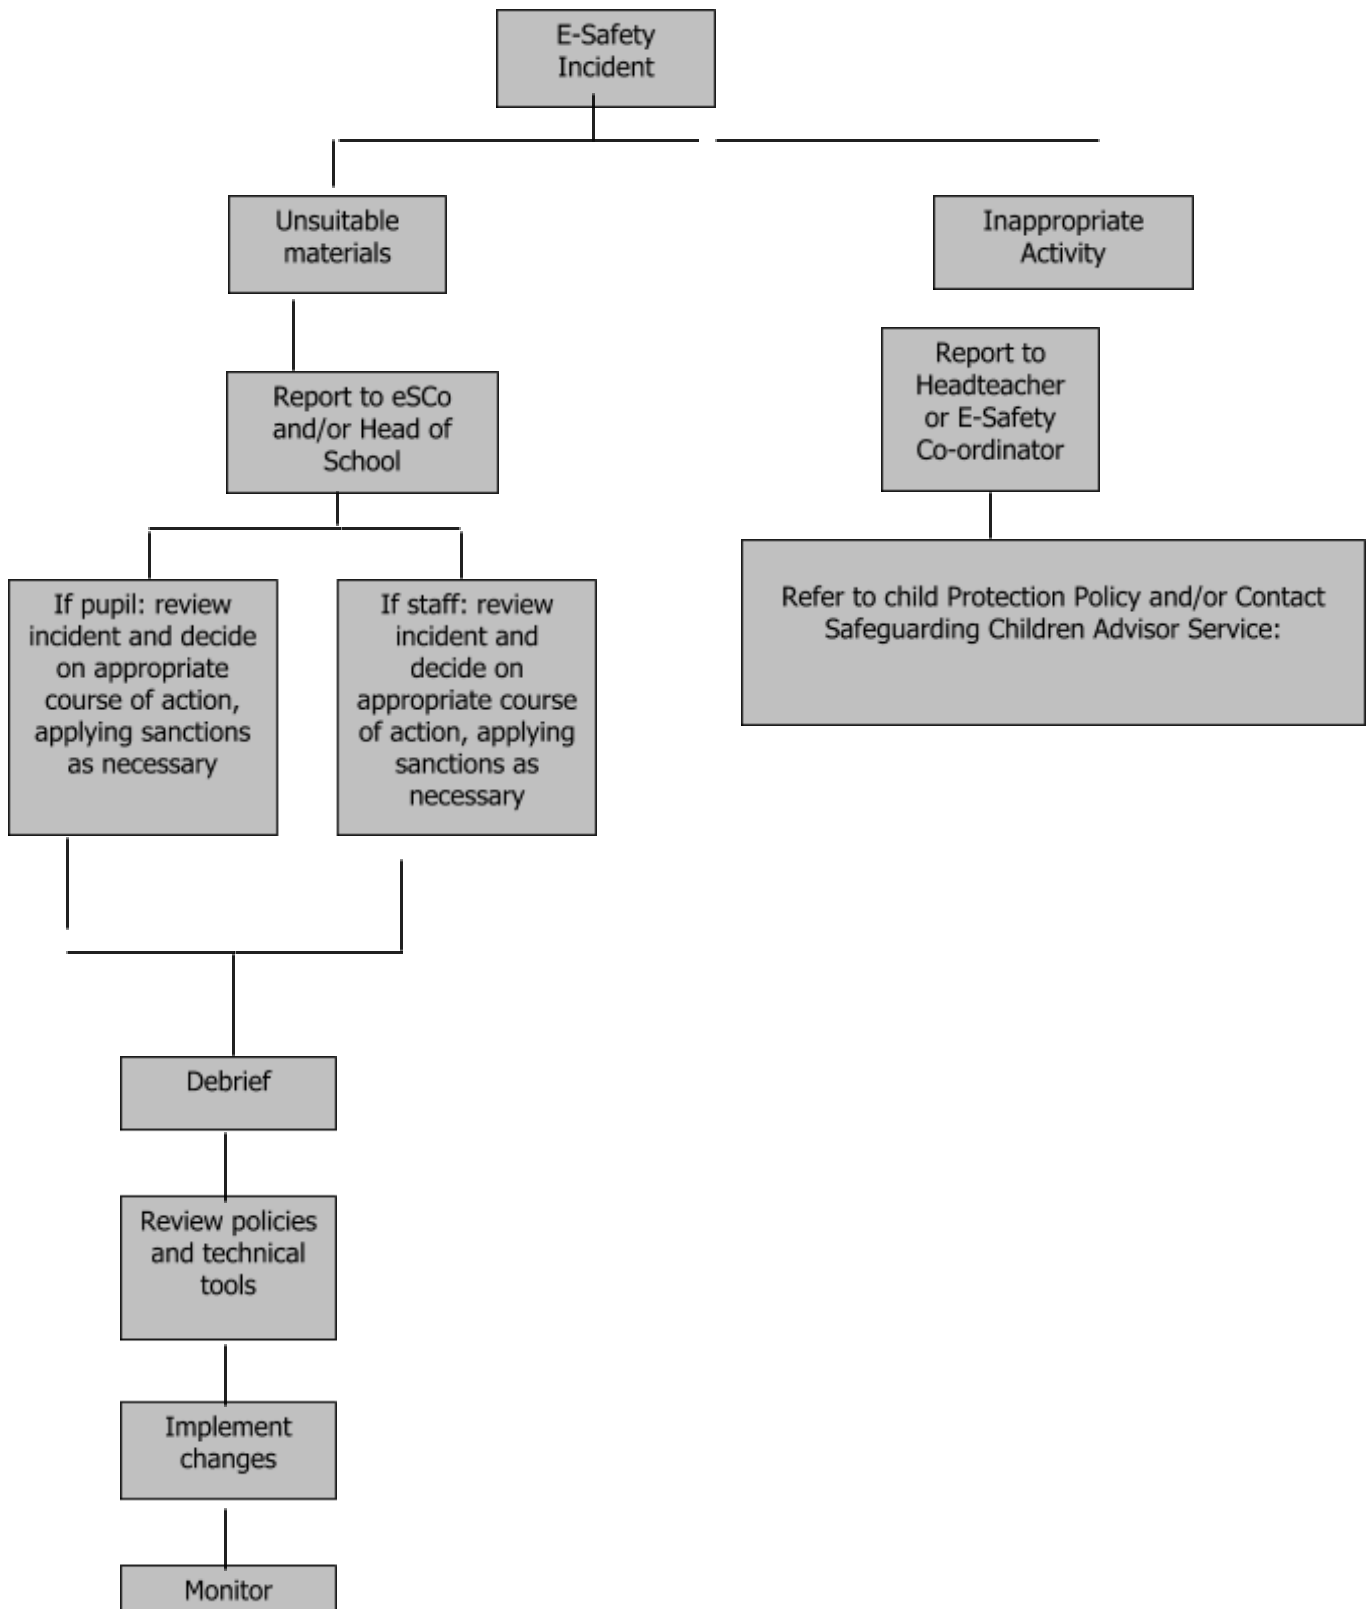 E-Safety
Incident
Unsuitable
materials
Inappropriate
Activity
Report to eSCo
and/or Head of
School
Report to
Headteacher
or E-Safety
Co-ordinator
If pupil: review
incident and decide
on appropriate
course of action,
applying sanctions
as necessary
If staff: review
incident and
decide on
appropriate course
of action, applying
sanctions as
necessary
Refer to child Protection Policy and/or Contact
Safeguarding Children Advisor Service:
Debrief
Review policies
and technical
tools
Implement
changes
Monitor